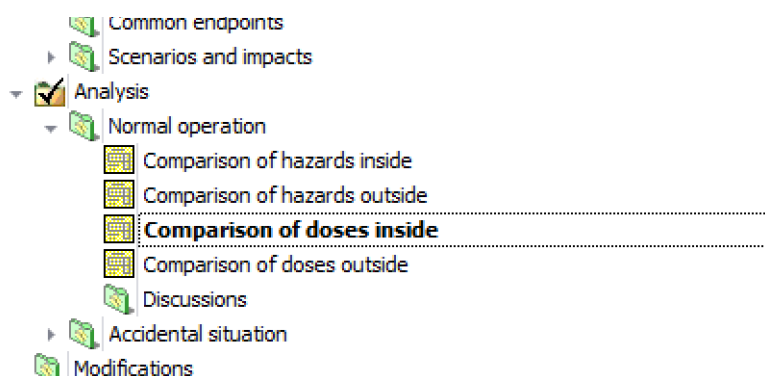 Common endpoints
Scenarios and impacts
Analysis
Normal operation
Comparison of hazards inside
Comparison of hazards outside
Comparison of doses inside
Comparison of doses outside
Discussions
Accidental situation
Modifications